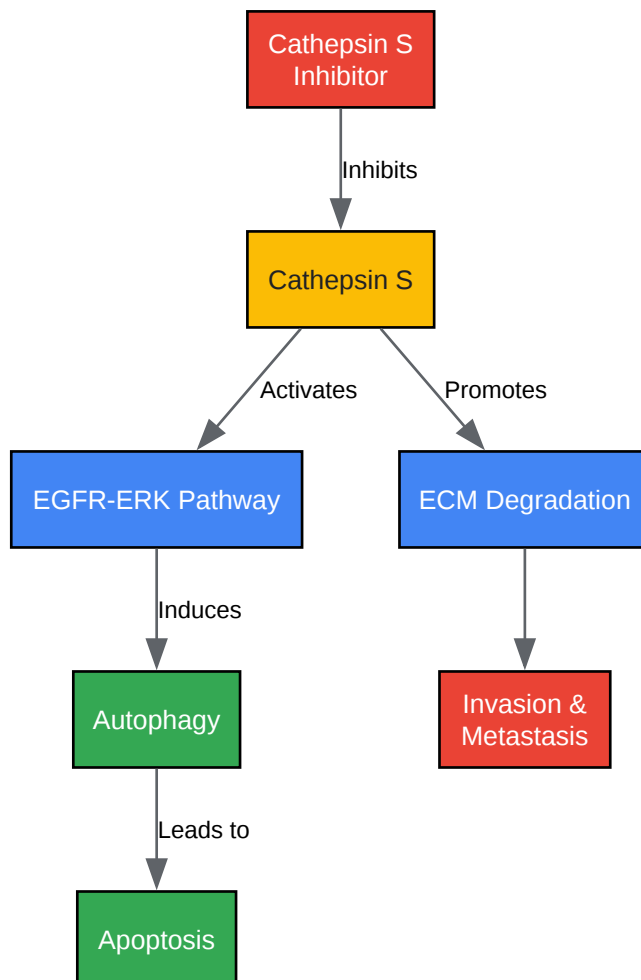 Cathepsin S
Inhibitor
Inhibits
Cathepsin S
Activates
Promotes
EGFR-ERK Pathway
ECM Degradation
Induces
Autophagy
Invasion &
Metastasis
Leads to
Apoptosis